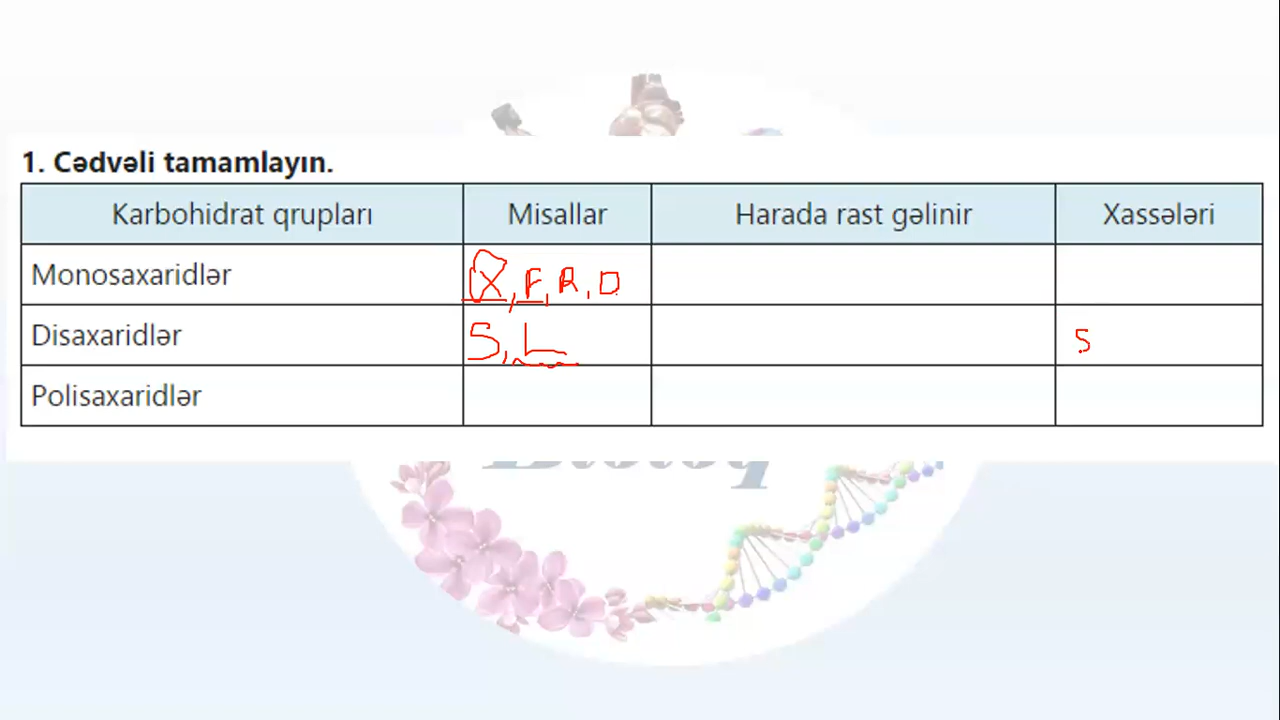 1. Cədvəli tamamlayın.
Karbohidrat qrupları Misallar Harada rast gəlinir Xassələri
Monosaxaridlər X, F, R, D
Disaxaridlər S, L S
Polisaxaridlər